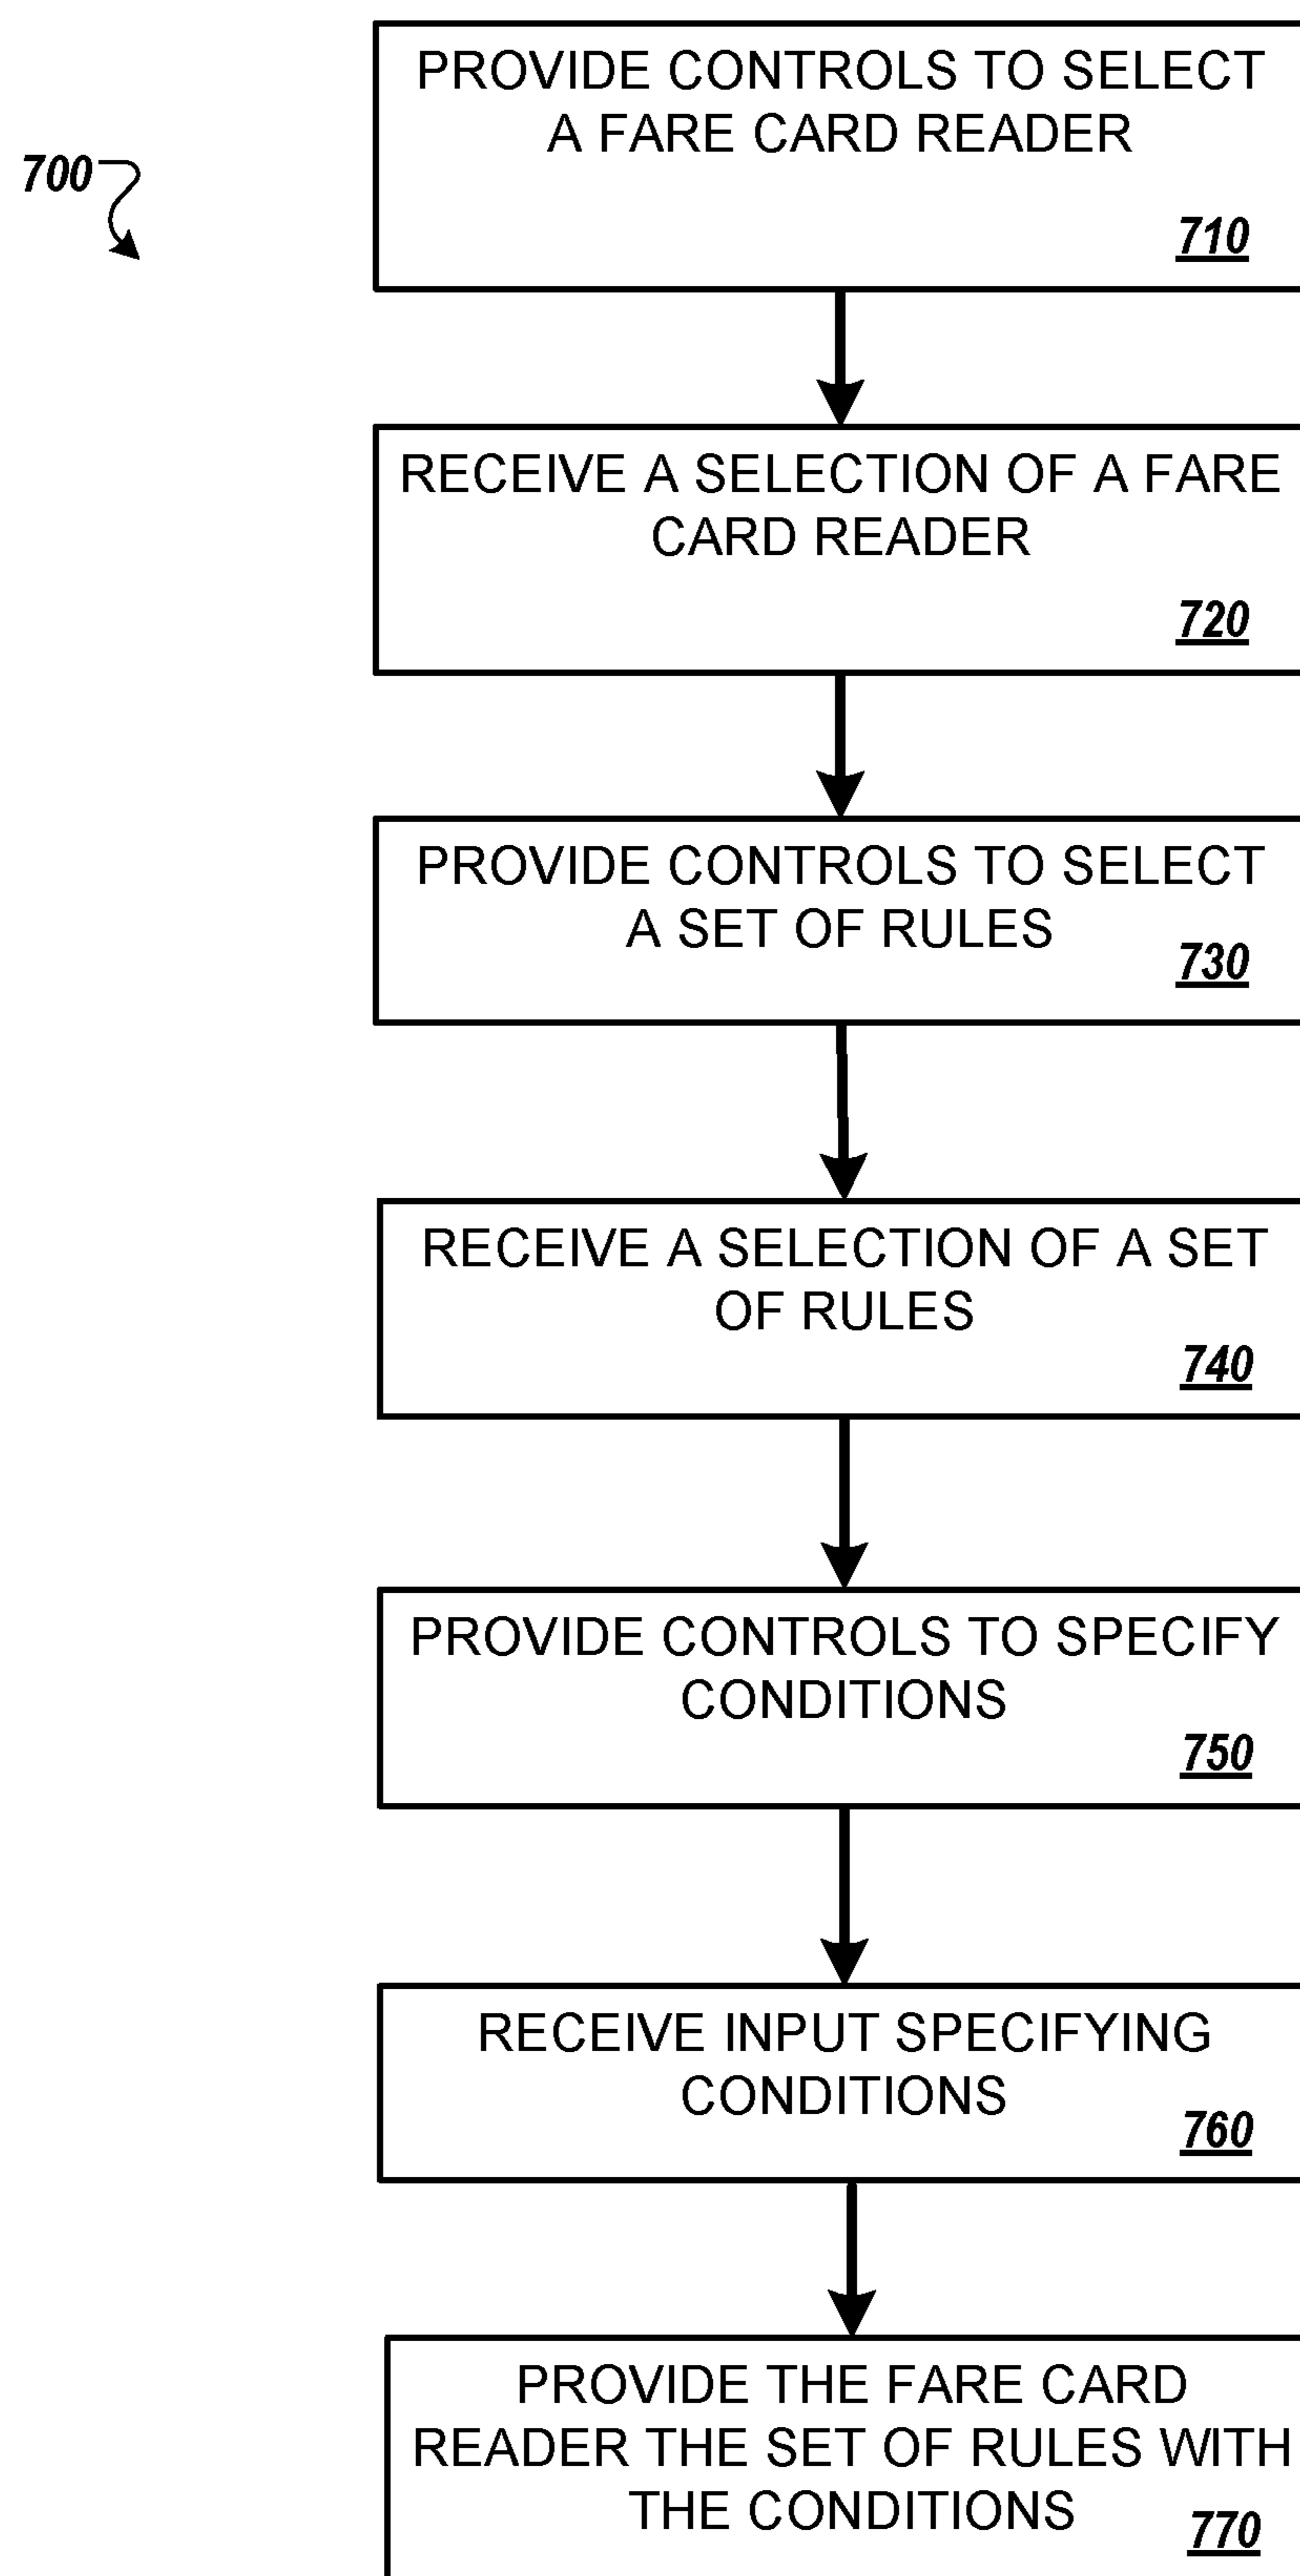 700
PROVIDE CONTROLS TO SELECT
A FARE CARD READER
710
RECEIVE A SELECTION OF A FARE
CARD READER
720
PROVIDE CONTROLS TO SELECT
A SET OF RULES
730
RECEIVE A SELECTION OF A SET
OF RULES
740
PROVIDE CONTROLS TO SPECIFY
CONDITIONS
750
RECEIVE INPUT SPECIFYING
CONDITIONS
760
PROVIDE THE FARE CARD
READER THE SET OF RULES WITH
THE CONDITIONS
770